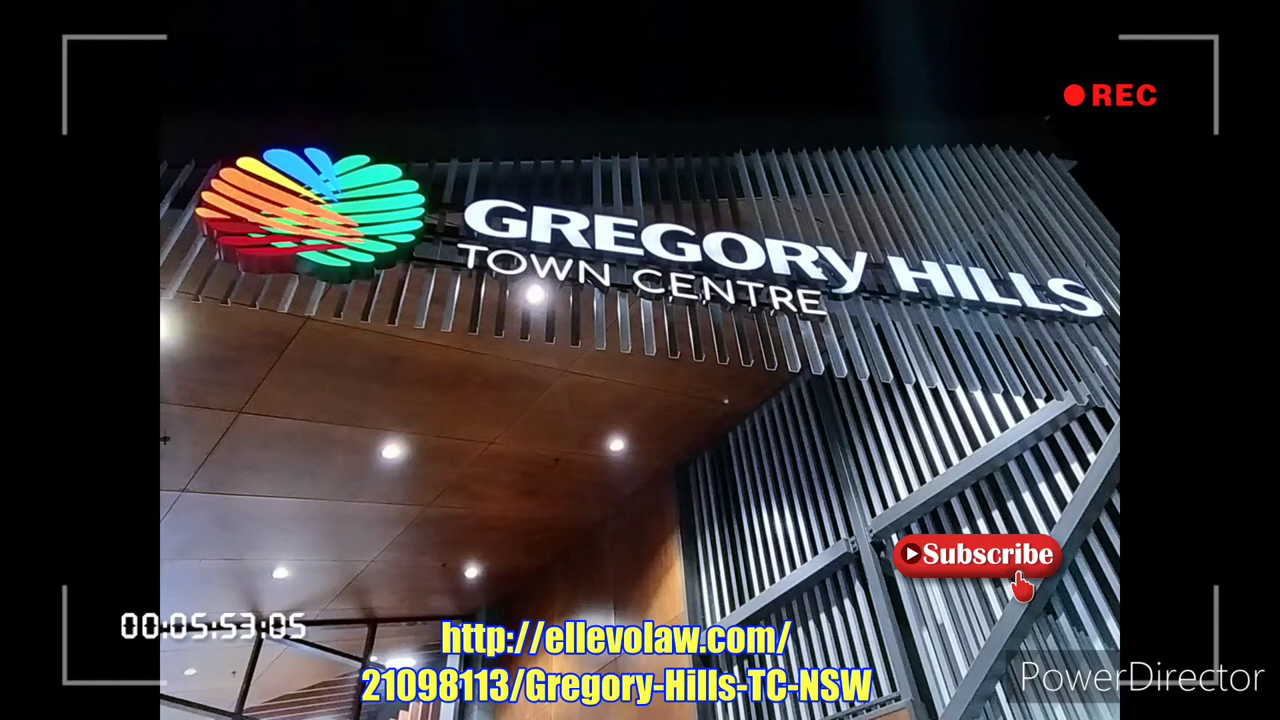 REC
GREGORY HILLS
TOWN CENTRE
Subscribe
00:05:53:05
http://ellevolaw.com/
21098113/Gregory-Hills-TC-NSW
PowerDirector